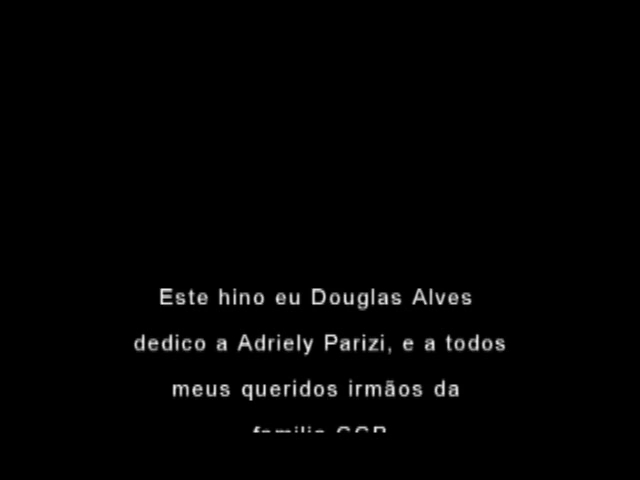 Este hino eu Douglas Alves
dedico a Adriely Parizi, e a todos
meus queridos irmãos da